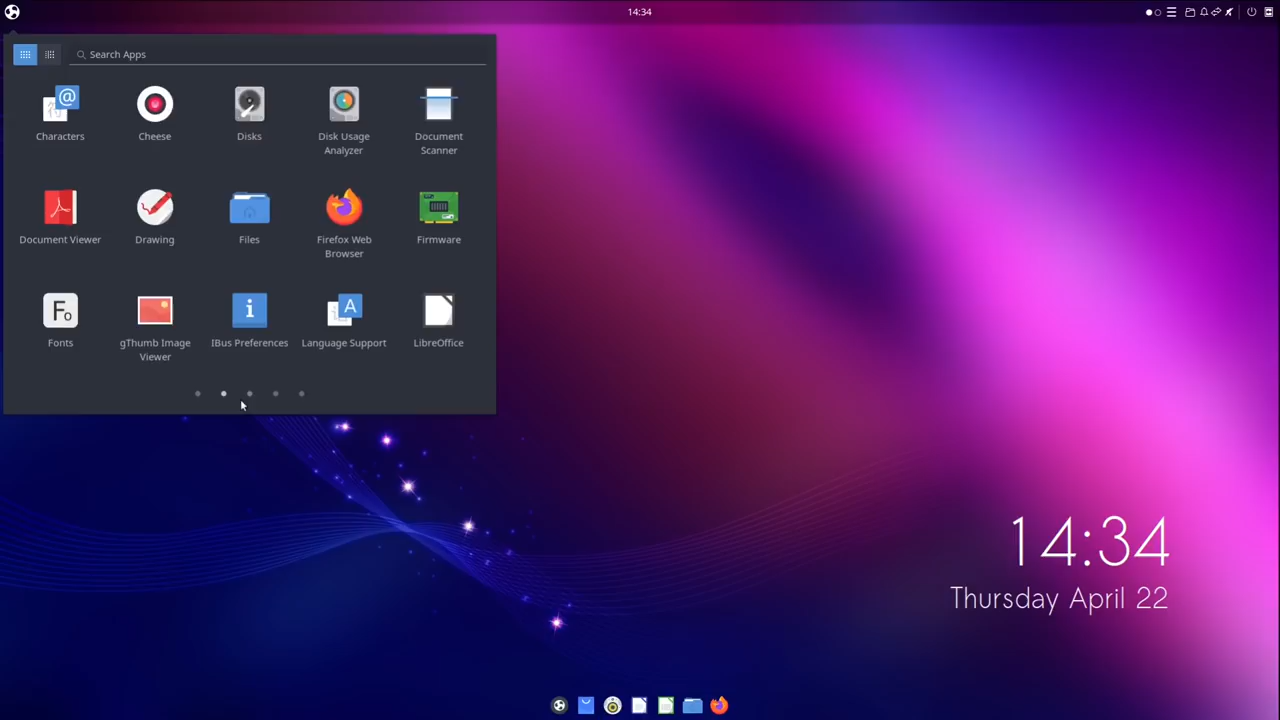 14:34
Search Apps
Characters
Cheese
Disks
Disk Usage
Analyzer
Document
Scanner
Document Viewer
Drawing
Files
Firefox Web
Browser
Firmware
Fonts
gThumb Image
Viewer
IBus Preferences
Language Support
LibreOffice
14:34
Thursday April 22